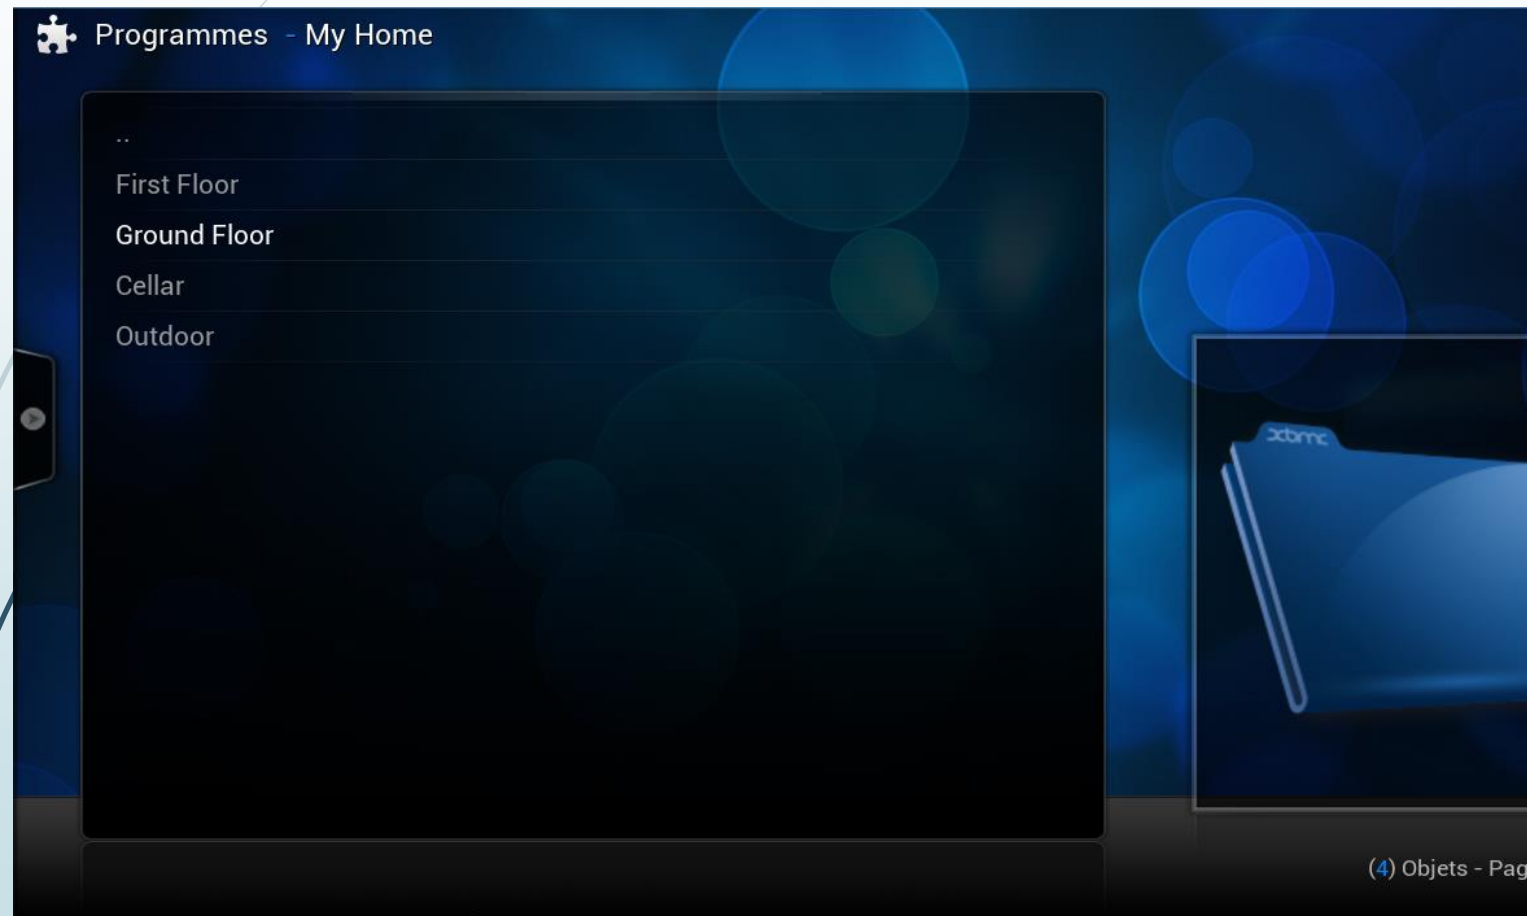 Programmes - My Home
..
First Floor
Ground Floor
Cellar
Outdoor
xbmc
(4) Objets - Pag